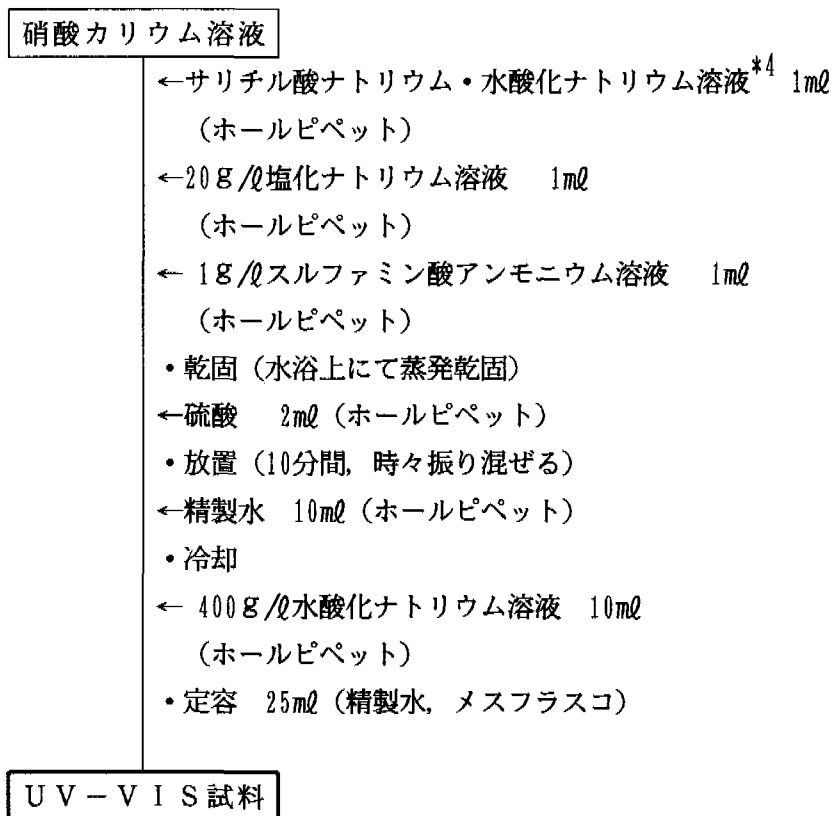 硝酸カリウム溶液
←サリチル酸ナトリウム・水酸化ナトリウム溶液*4 1mℓ
(ホールピペット)
←20g/ℓ塩化ナトリウム溶液 1mℓ
(ホールピペット)
← 1g/ℓスルファミン酸アンモニウム溶液 1mℓ
(ホールピペット)
・乾固(水浴上にて蒸発乾固)
←硫酸 2mℓ(ホールピペット)
・放置(10分間,時々振り混ぜる)
←精製水 10mℓ(ホールピペット)
・冷却
← 400g/ℓ水酸化ナトリウム溶液 10mℓ
(ホールピペット)
・定容 25mℓ(精製水,メスフラスコ)
UV-VIS試料